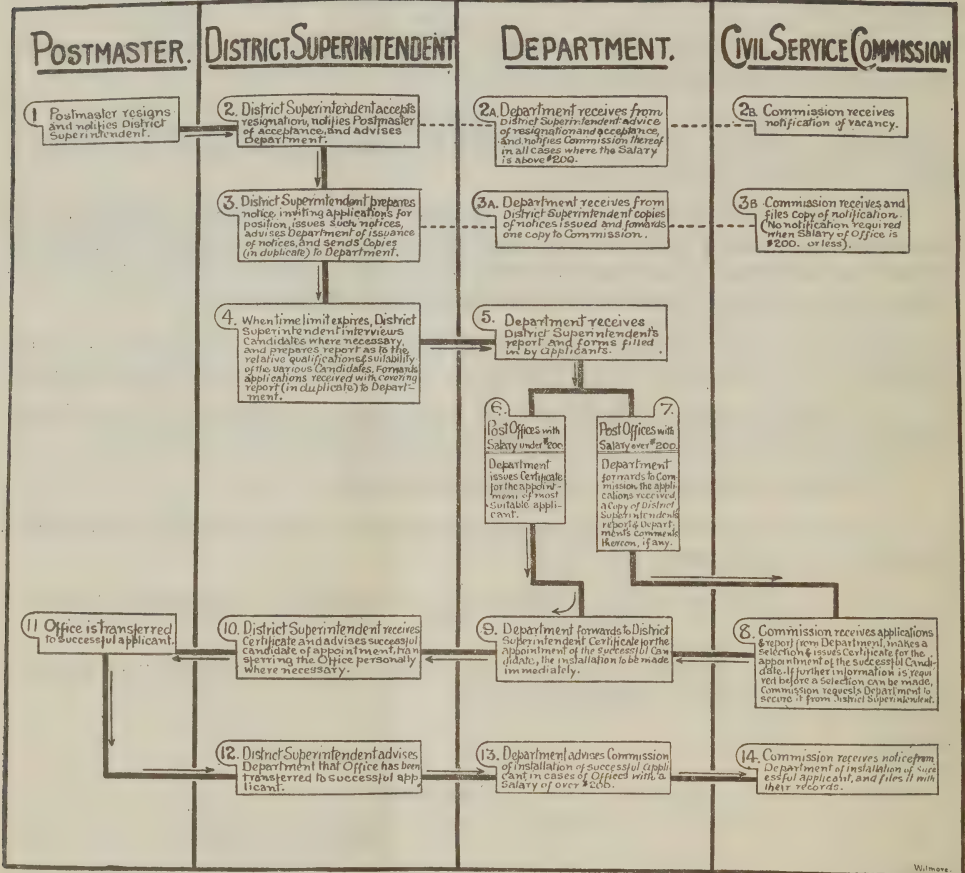 POSTMASTER.
DISTRICT SUPERINTENDENT
DEPARTMENT.
CIVIL SERVICE COMMISSION
1 Postmaster resigns
and notifies District
Superintendent.
2. District Superintendent accepts
resignation, notifies Postmaster
of acceptance, and advises
Department.
2A. Department receives from
District Superintendent advice
of resignation and acceptance,
and notifies Commission thereof
in all cases where the Salary
is above $200.
2B. Commission receives
notification of vacancy.
3. District Superintendent prepares
notice, inviting applications for
position, issues such notices,
advises Department of issuance
of notices, and sends Copies
(in duplicate) to Department.
3A. Department receives from
District Superintendent copies
of notices issued and forwards
one copy to Commission.
3B Commission receives and
files copy of notification.
(No notification required
when Salary of Office is
$200. or less).
4. When time limit expires, District
Superintendent interviews
Candidates where necessary,
and prepares report as to the
relative qualifications & Suitability
of the various Candidates. Forwards
applications received with covering
report (in duplicate) to Depart-
ment.
5. Department receives
District Superintendent's
report and forms filled
in by Applicants.
6.
Post Offices with
Salary under $200
Department
issues Certificate
for the appoint-
ment of most
Suitable appli-
cant.
7.
Post Offices with
Salary over $200.
Department
forwards to Com-
mission the appli-
cations received,
a Copy of District
Superintendents
report & Depart-
ments comments
thereon, if any.
8. Commission receives applications
& report from Department, makes a
Selection & issues Certificate for the
appointment of the successful Candi-
date. If further information is requi-
red before a selection can be made,
Commission requests Department to
secure it from District Superintendent.
9. Department forwards to District
Superintendent Certificate for the
appointment of the Successful Can-
didate, the installation to be made
immediately.
10. District Superintendent receives
Certificate and advises successful
candidate of appointment, tran-
sferring the Office personally
where necessary.
11 Office is transferred
to successful applicant.
12. District Superintendent advises
Department that Office has been
transferred to successful app-
licant.
13. Department advises Commission
of installation of successful Appli-
cant in cases of Offices with a
Salary of over $200.
14. Commission receives notice from
Department of installation of succ-
essful applicant, and files it with
their records.
Wilmore.